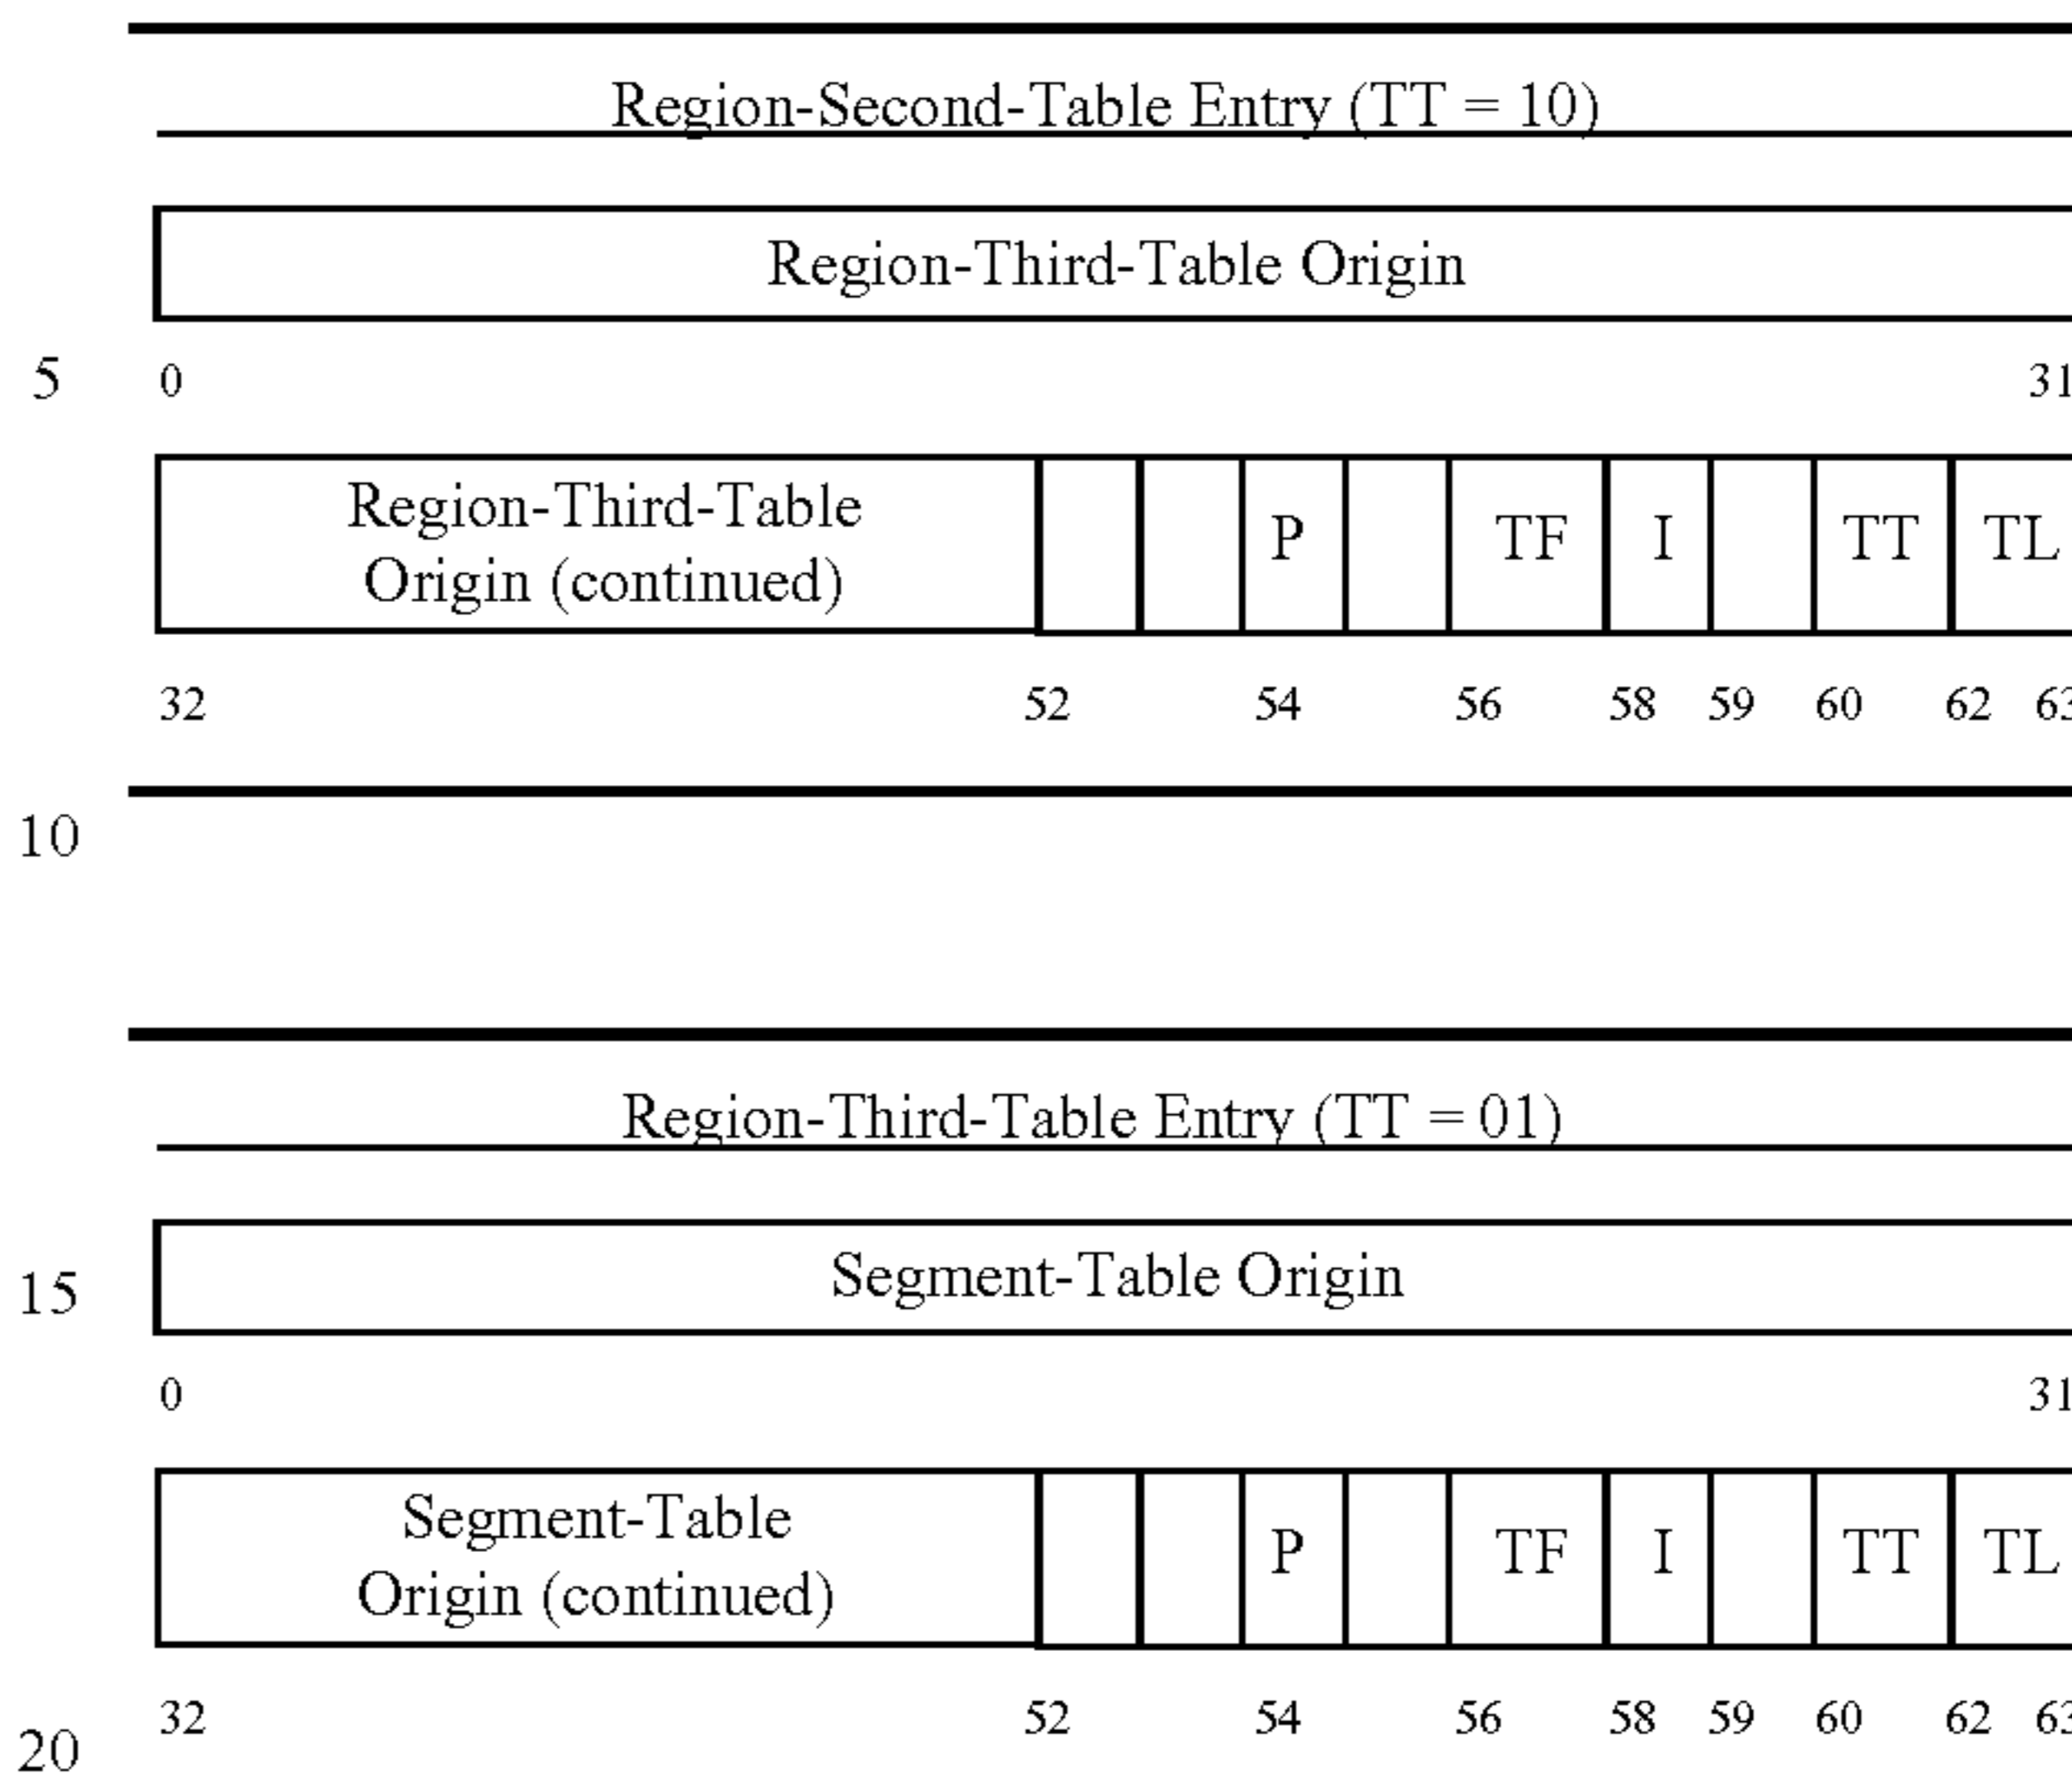 Region-Second-Table Entry (TT = 10)
Region-Third-Table Origin
5 0 31
Region-Third-Table
Origin (continued)
P TF I TT TL
32 52 54 56 58 59 60 62 63
10
Region-Third-Table Entry (TT = 01)
Segment-Table Origin
15
0 31
Segment-Table
Origin (continued)
P TF I TT TL
32 52 54 56 58 59 60 62 63
20